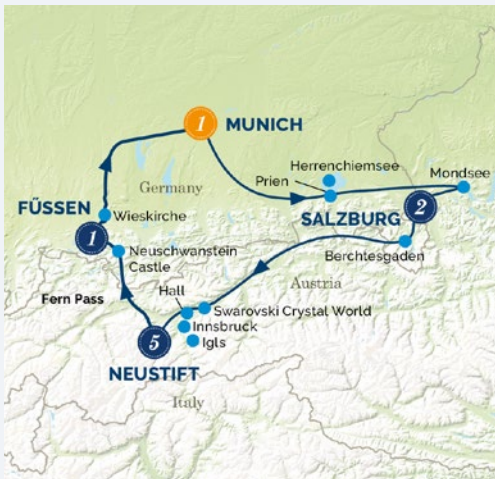 1
MUNICH
Herrenchiemsee
Prien
Mondsee
Germany
FÜSSEN
Wieskirche
SALZBURG
2
1
Neuschwanstein
Castle
Berchtesgaden
Austria
Fern Pass
Hall
Swarovski Crystal World
Innsbruck
5
Igls
NEUSTIFT
Italy